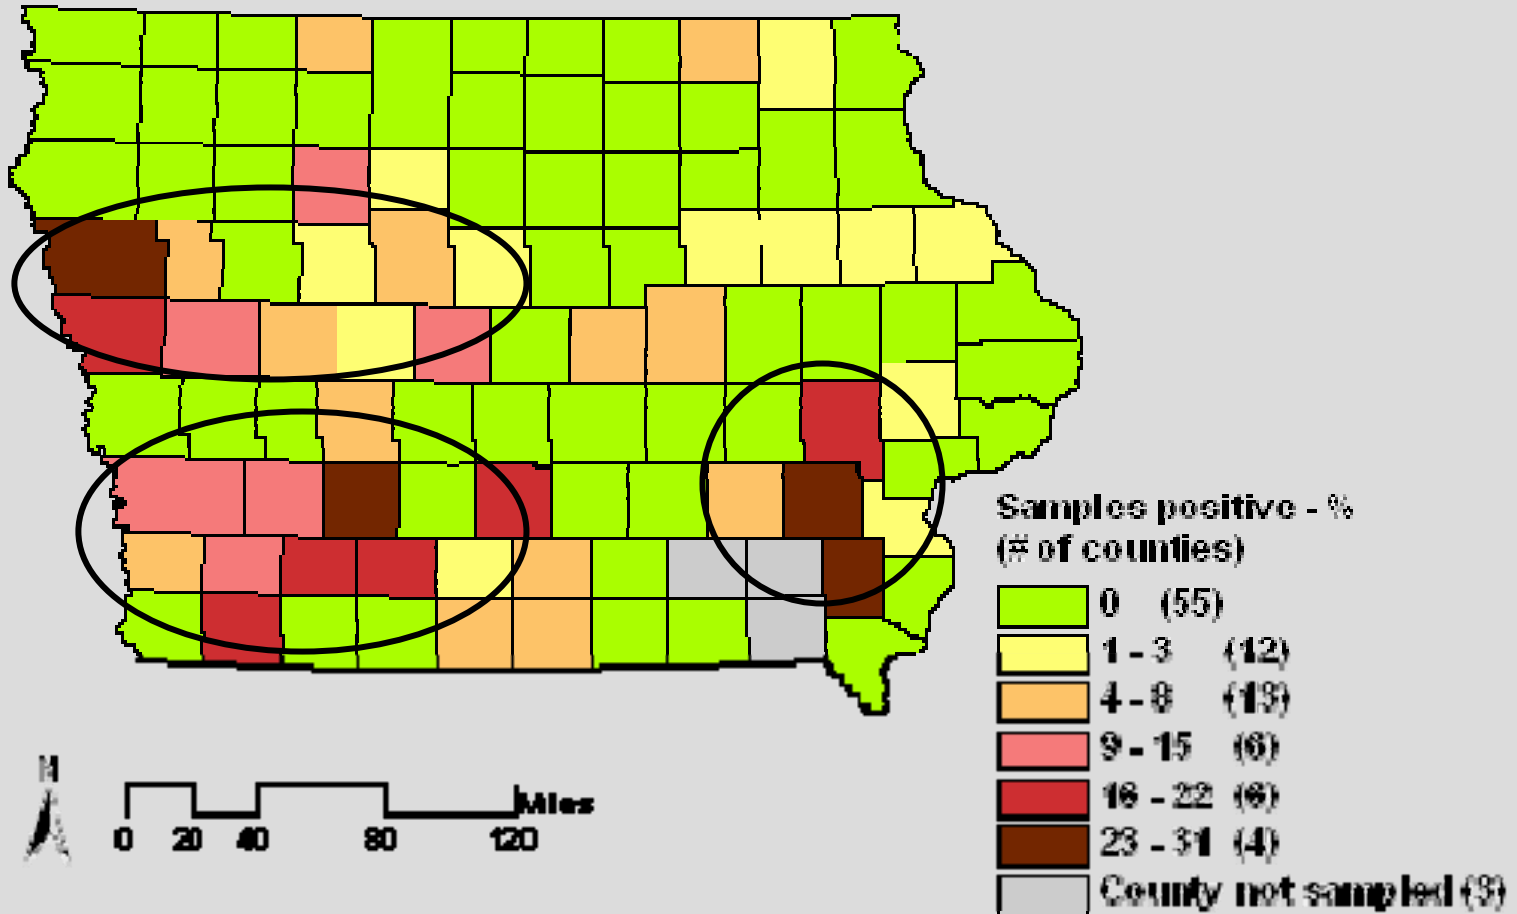 Samples positive - %
(# of counties)
0 (55)
1 - 3 (12)
4 - 8 (13)
9 - 15 (6)
16 - 22 (6)
23 - 31 (4)
County not sampled (3)
N
Miles
0 20 40 80 120